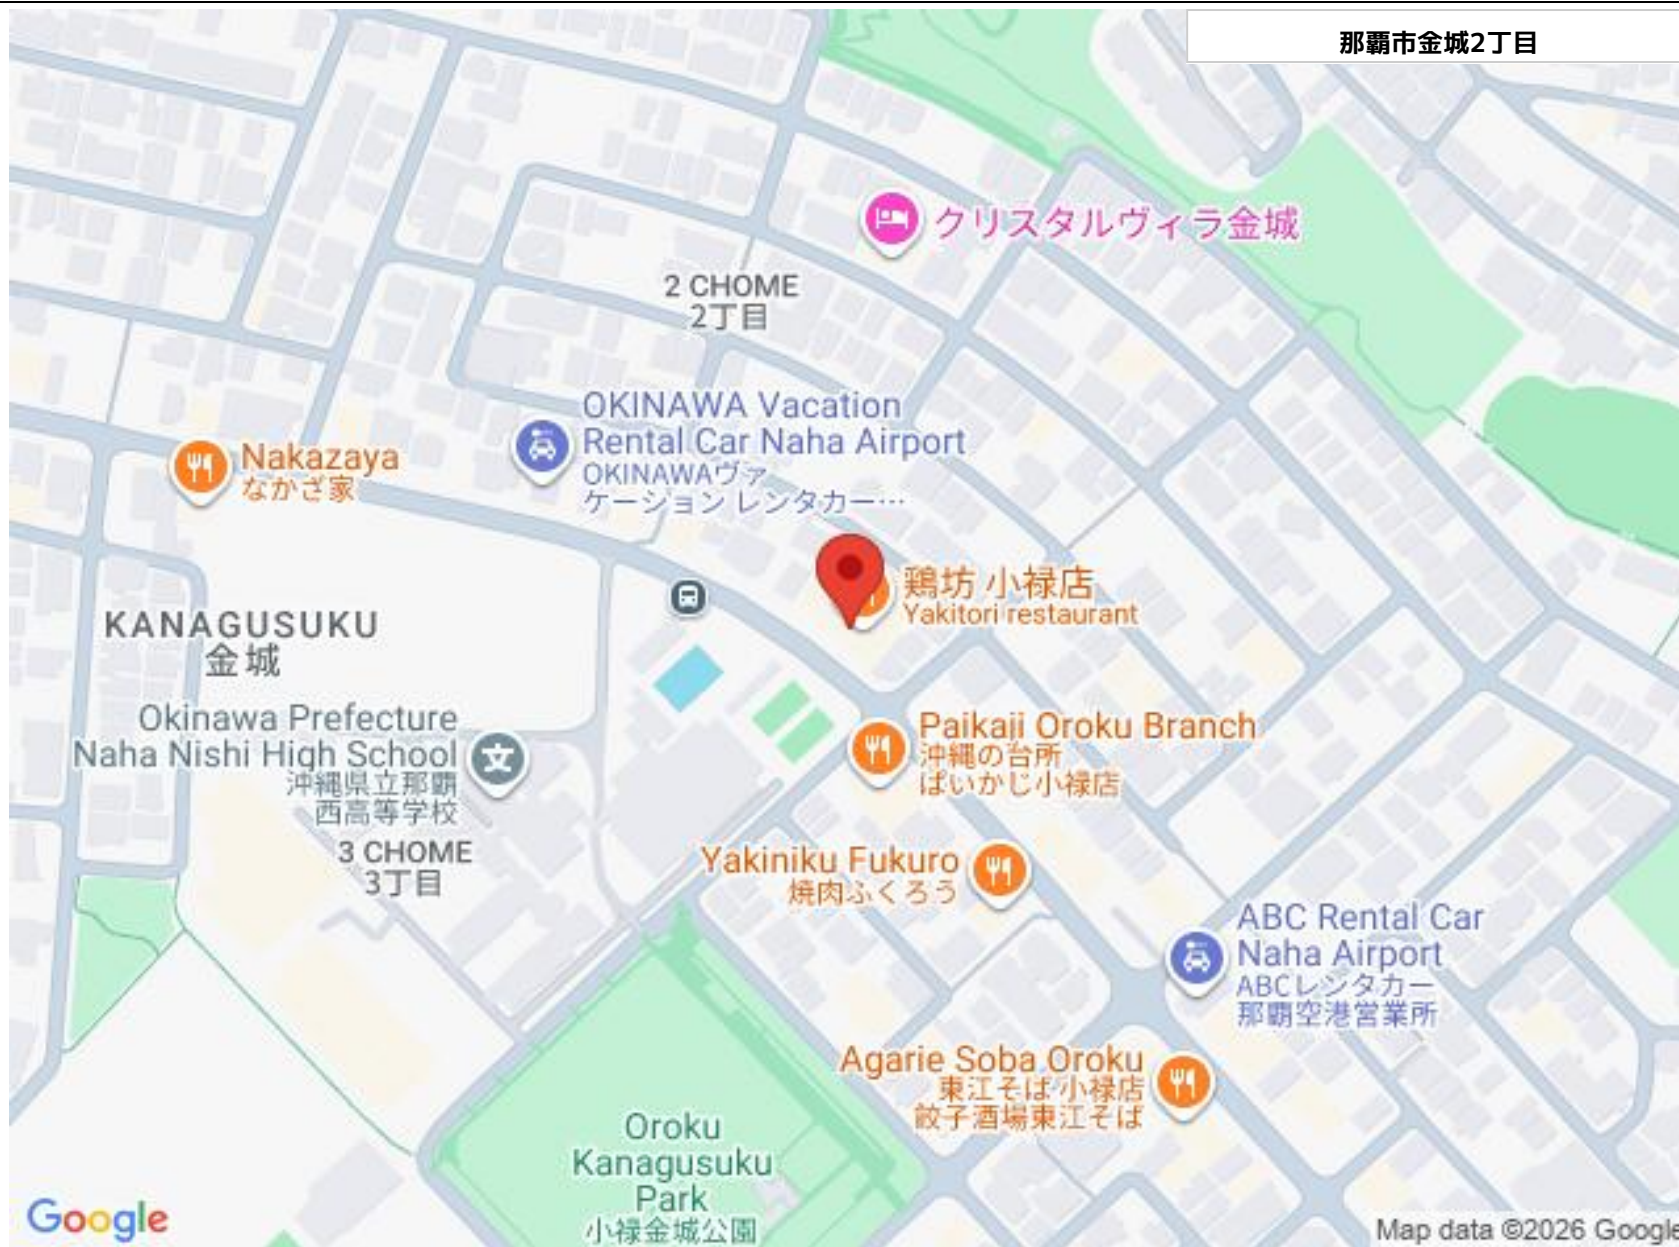 那覇市金城2丁目
クリスタルヴィラ金城
2 CHOME
2丁目
OKINAWA Vacation
Rental Car Naha Airport
OKINAWAヴァ
ケーション レンタカー…
Nakazaya
なかざ家
鶏坊 小禄店
Yakitori restaurant
KANAGUSUKU
金城
Okinawa Prefecture
Naha Nishi High School
沖縄県立那覇
西高等学校
3 CHOME
3丁目
Paikaji Oroku Branch
沖縄の台所
ぱいかじ小禄店
Yakiniku Fukuro
焼肉ふくろう
ABC Rental Car
Naha Airport
ABCレンタカー
那覇空港営業所
Agarie Soba Oroku
東江そば 小禄店
餃子酒場東江そば
Oroku
Kanagusuku
Park
小禄金城公園
Google
Map data ©2026 Google